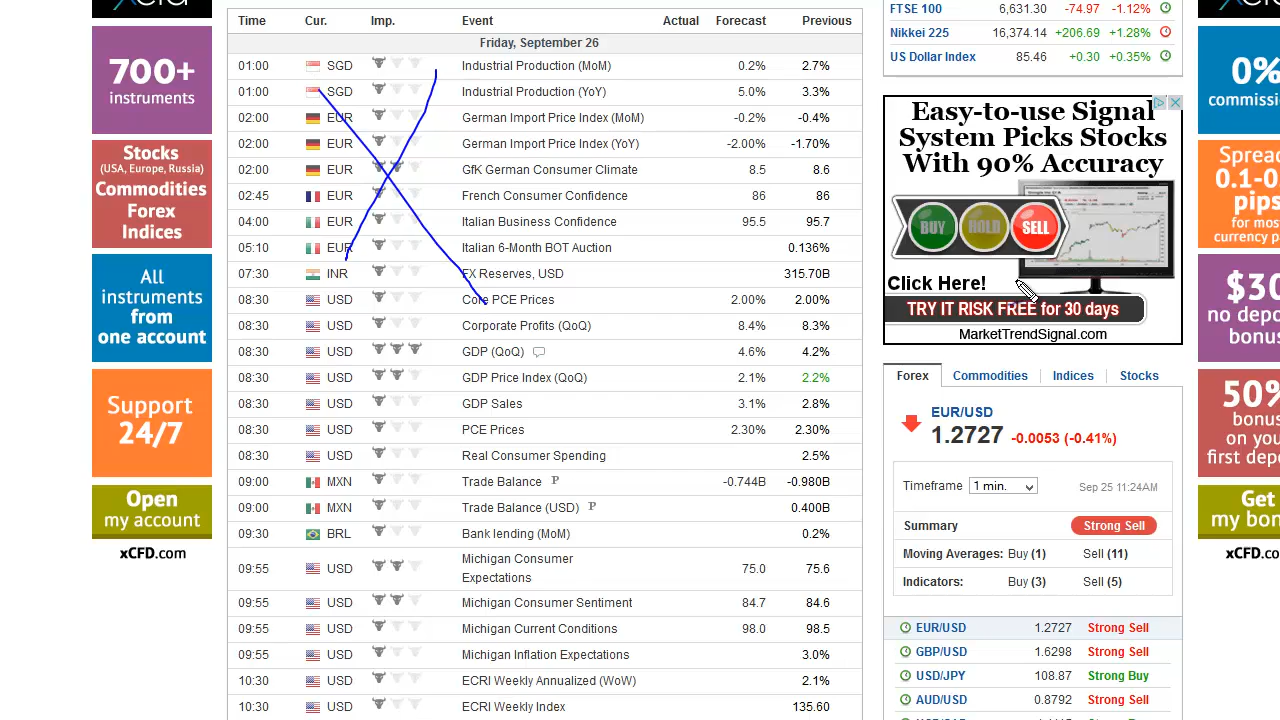 700+
instruments
Stocks
(USA, Europe, Russia)
Commodities
Forex
Indices
All
instruments
from
one account
Support
24/7
Open
my account
xCFD.com
Time Cur. Imp. Event Actual Forecast Previous
Friday, September 26
01:00 SGD Industrial Production (MoM) 0.2% 2.7%
01:00 SGD Industrial Production (YoY) 5.0% 3.3%
02:00 EUR German Import Price Index (MoM) -0.2% -0.4%
02:00 EUR German Import Price Index (YoY) -2.00% -1.70%
02:00 EUR GfK German Consumer Climate 8.5 8.6
02:45 EUR French Consumer Confidence 86 86
04:00 EUR Italian Business Confidence 95.5 95.7
05:10 EUR Italian 6-Month BOT Auction 0.136%
07:30 INR FX Reserves, USD 315.70B
08:30 USD Core PCE Prices 2.00% 2.00%
08:30 USD Corporate Profits (QoQ) 8.4% 8.3%
08:30 USD GDP (QoQ) 4.6% 4.2%
08:30 USD GDP Price Index (QoQ) 2.1% 2.2%
08:30 USD GDP Sales 3.1% 2.8%
08:30 USD PCE Prices 2.30% 2.30%
08:30 USD Real Consumer Spending 2.5%
09:00 MXN Trade Balance P -0.744B -0.980B
09:00 MXN Trade Balance (USD) P 0.400B
09:30 BRL Bank lending (MoM) 0.2%
09:55 USD Michigan Consumer
Expectations 75.0 75.6
09:55 USD Michigan Consumer Sentiment 84.7 84.6
09:55 USD Michigan Current Conditions 98.0 98.5
09:55 USD Michigan Inflation Expectations 3.0%
10:30 USD ECRI Weekly Annualized (WoW) 2.1%
10:30 USD ECRI Weekly Index 135.60
FTSE 100 6,631.30 -74.97 -1.12%
Nikkei 225 16,374.14 +206.69 +1.28%
US Dollar Index 85.46 +0.30 +0.35%
Easy-to-use Signal
System Picks Stocks
With 90% Accuracy
BUY HOLD SELL
Click Here!
TRY IT RISK FREE for 30 days
MarketTrendSignal.com
Forex Commodities Indices Stocks
EUR/USD
1.2727 -0.0053 (-0.41%)
Timeframe 1 min. Sep 25 11:24AM
Summary Strong Sell
Moving Averages: Buy (1) Sell (11)
Indicators: Buy (3) Sell (5)
EUR/USD 1.2727 Strong Sell
GBP/USD 1.6298 Strong Sell
USD/JPY 108.87 Strong Buy
AUD/USD 0.8792 Strong Sell
0%
commissi
Sprea
0.1-0
pips
for mos
currency pa
$30
no depo
bonus
50%
bonus
on you
first depo
Get
my bon
xCFD.co